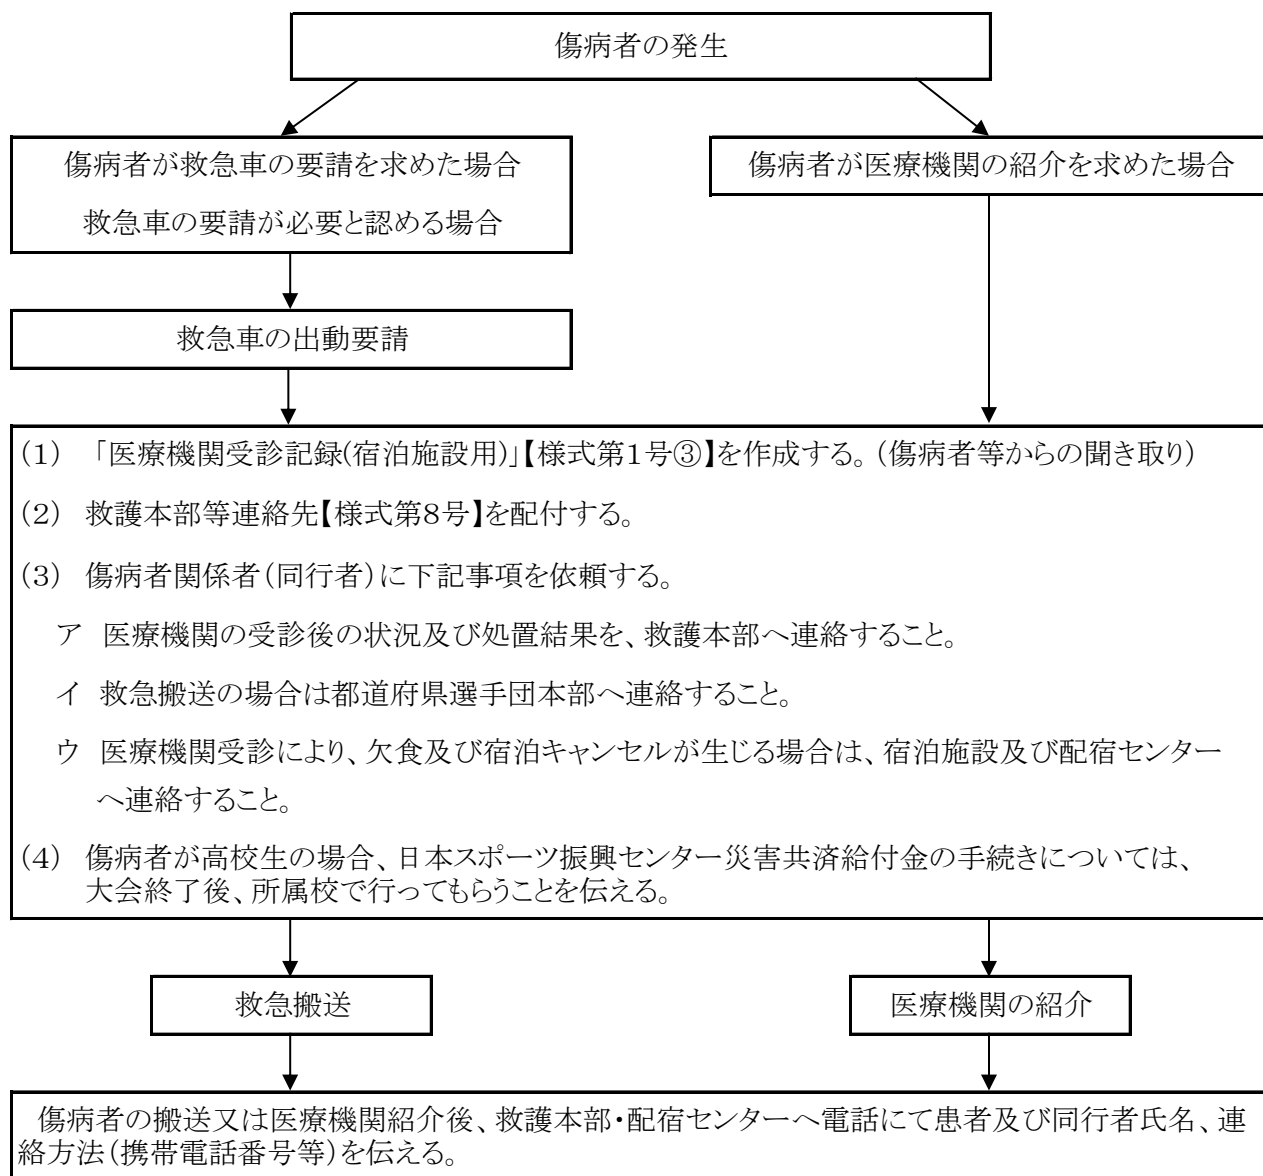 傷病者の発生
傷病者が救急車の要請を求めた場合
救急車の要請が必要と認める場合
傷病者が医療機関の紹介を求めた場合
救急車の出動要請
(1) 「医療機関受診記録(宿泊施設用)」【様式第1号③】を作成する。(傷病者等からの聞き取り)
(2) 救護本部等連絡先【様式第8号】を配付する。
(3) 傷病者関係者(同行者)に下記事項を依頼する。
ア 医療機関の受診後の状況及び処置結果を、救護本部へ連絡すること。
イ 救急搬送の場合は都道府県選手団本部へ連絡すること。
ウ 医療機関受診により、欠食及び宿泊キャンセルが生じる場合は、宿泊施設及び配宿センター
へ連絡すること。
(4) 傷病者が高校生の場合、日本スポーツ振興センター災害共済給付金の手続きについては、
大会終了後、所属校で行ってもらうことを伝える。
救急搬送
医療機関の紹介
傷病者の搬送又は医療機関紹介後、救護本部・配宿センターへ電話にて患者及び同行者氏名、連
絡方法(携帯電話番号等)を伝える。